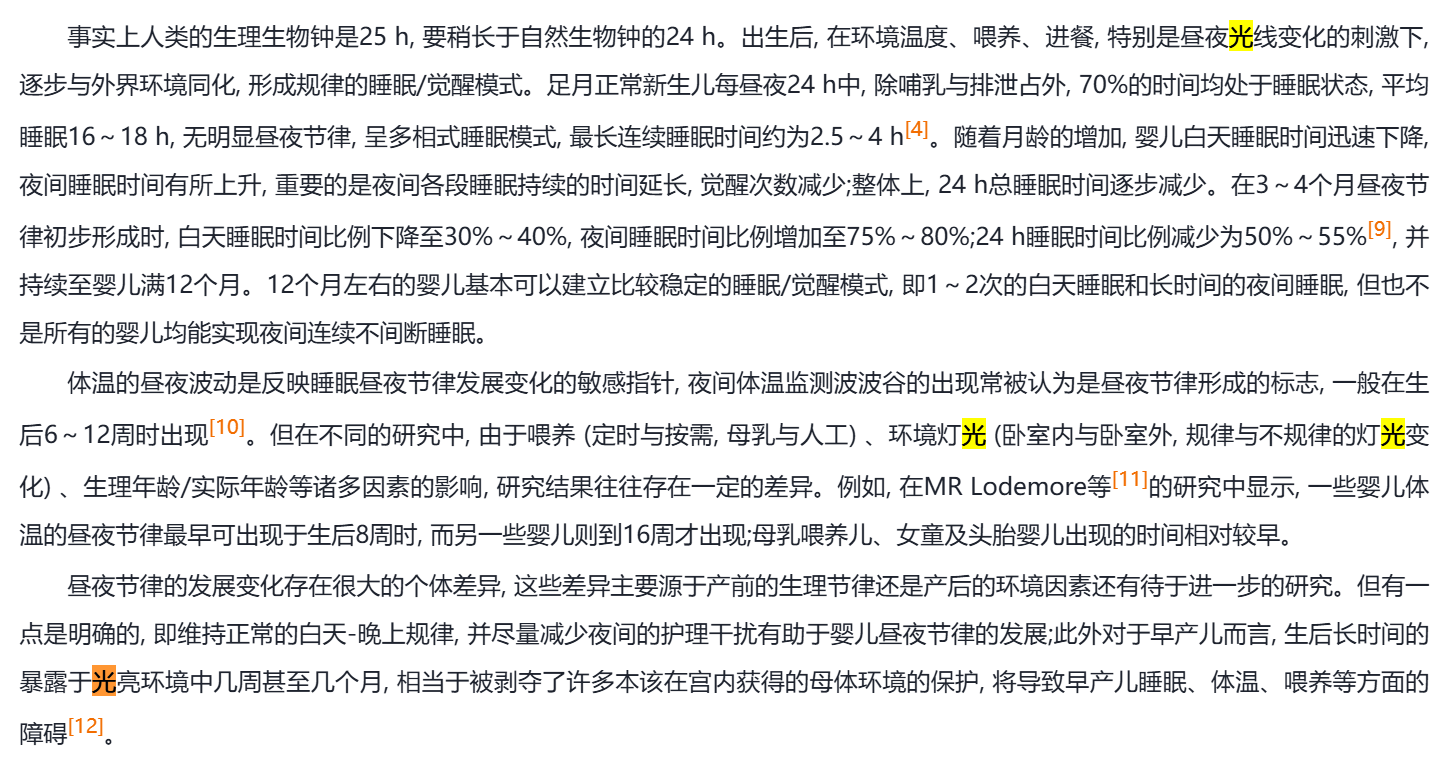 事实上人类的生理生物钟是25 h, 要稍长于自然生物钟的24 h。出生后, 在环境温度、喂养、进餐, 特别是昼夜光线变化的刺激下,
逐步与外界环境同化, 形成规律的睡眠/觉醒模式。足月正常新生儿每昼夜24 h中, 除哺乳与排泄占外, 70%的时间均处于睡眠状态, 平均
睡眠16～18 h, 无明显昼夜节律, 呈多相式睡眠模式, 最长连续睡眠时间约为2.5～4 h[4]。随着月龄的增加, 婴儿白天睡眠时间迅速下降,
夜间睡眠时间有所上升, 重要的是夜间各段睡眠持续的时间延长, 觉醒次数减少;整体上, 24 h总睡眠时间逐步减少。在3～4个月昼夜节
律初步形成时, 白天睡眠时间比例下降至30%～40%, 夜间睡眠时间比例增加至75%～80%;24 h睡眠时间比例减少为50%～55%[9], 并
持续至婴儿满12个月。12个月左右的婴儿基本可以建立比较稳定的睡眠/觉醒模式, 即1～2次的白天睡眠和长时间的夜间睡眠, 但也不
是所有的婴儿均能实现夜间连续不间断睡眠。
体温的昼夜波动是反映睡眠昼夜节律发展变化的敏感指针, 夜间体温监测波波谷的出现常被认为是昼夜节律形成的标志, 一般在生
后6～12周时出现[10]。但在不同的研究中, 由于喂养 (定时与按需, 母乳与人工) 、环境灯光 (卧室内与卧室外, 规律与不规律的灯光变
化) 、生理年龄/实际年龄等诸多因素的影响, 研究结果往往存在一定的差异。例如, 在MR Lodemore等[11]的研究中显示, 一些婴儿体
温的昼夜节律最早可出现于生后8周时, 而另一些婴儿则到16周才出现;母乳喂养儿、女童及头胎婴儿出现的时间相对较早。
昼夜节律的发展变化存在很大的个体差异, 这些差异主要源于产前的生理节律还是产后的环境因素还有待于进一步的研究。但有一
点是明确的, 即维持正常的白天-晚上规律, 并尽量减少夜间的护理干扰有助于婴儿昼夜节律的发展;此外对于早产儿而言, 生后长时间的
暴露于光亮环境中几周甚至几个月, 相当于被剥夺了许多本该在宫内获得的母体环境的保护, 将导致早产儿睡眠、体温、喂养等方面的
障碍[12]。